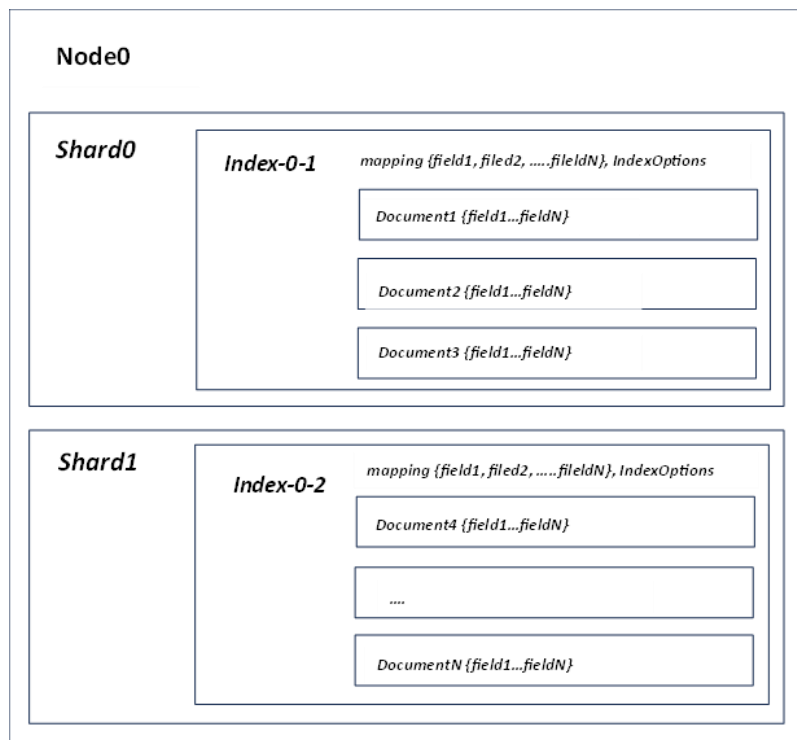 Node0
Shard0
Index-0-1
mapping {field1, filed2, .....fileldN}, IndexOptions
Document1 {field1...fieldN}
Document2 {field1...fieldN}
Document3 {field1...fieldN}
Shard1
Index-0-2
mapping {field1, filed2, .....fileldN}, IndexOptions
Document4 {field1...fieldN}
....
DocumentN {field1...fieldN}